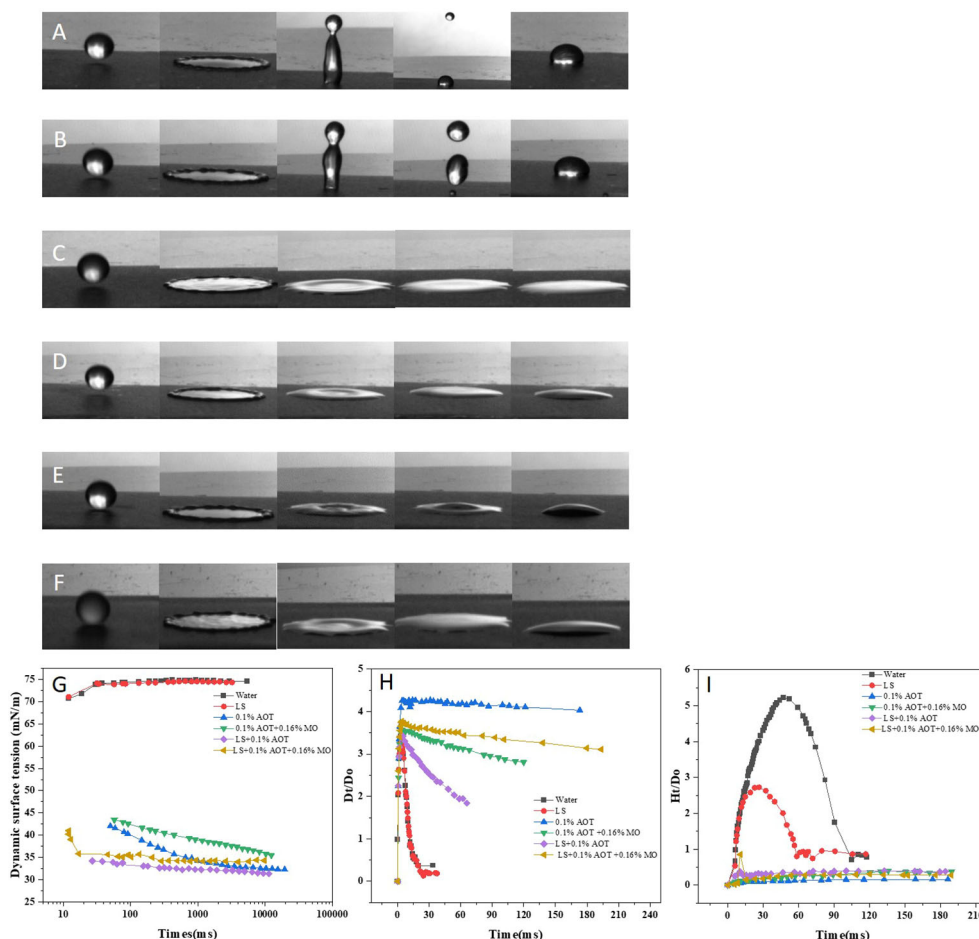 A
B
C
D
E
F
G
75
70
65
60
55
50
45
40
35
30
25
10
100
1000
10000
100000
Dynamic surface tension (mN/m)
Times(ms)
Water
LS
0.1% AOT
0.1% AOT+0.16% MO
LS+0.1% AOT
LS+0.1% AOT+0.16% MO
H
5
4
3
2
1
0
0 30 60 90 120 150 180 210 240
Dt/Do
Time(ms)
Water
LS
0.1% AOT
0.1% AOT +0.16% MO
LS+0.1% AOT
LS+0.1% AOT+0.16% MO
I
6
5
4
3
2
1
0
0 30 60 90 120 150 180 210
Ht/Do
Time(ms)
Water
LS
0.1% AOT
0.1% AOT+0.16% MO
LS+0.1% AOT
LS+0.1% AOT+0.16% MO